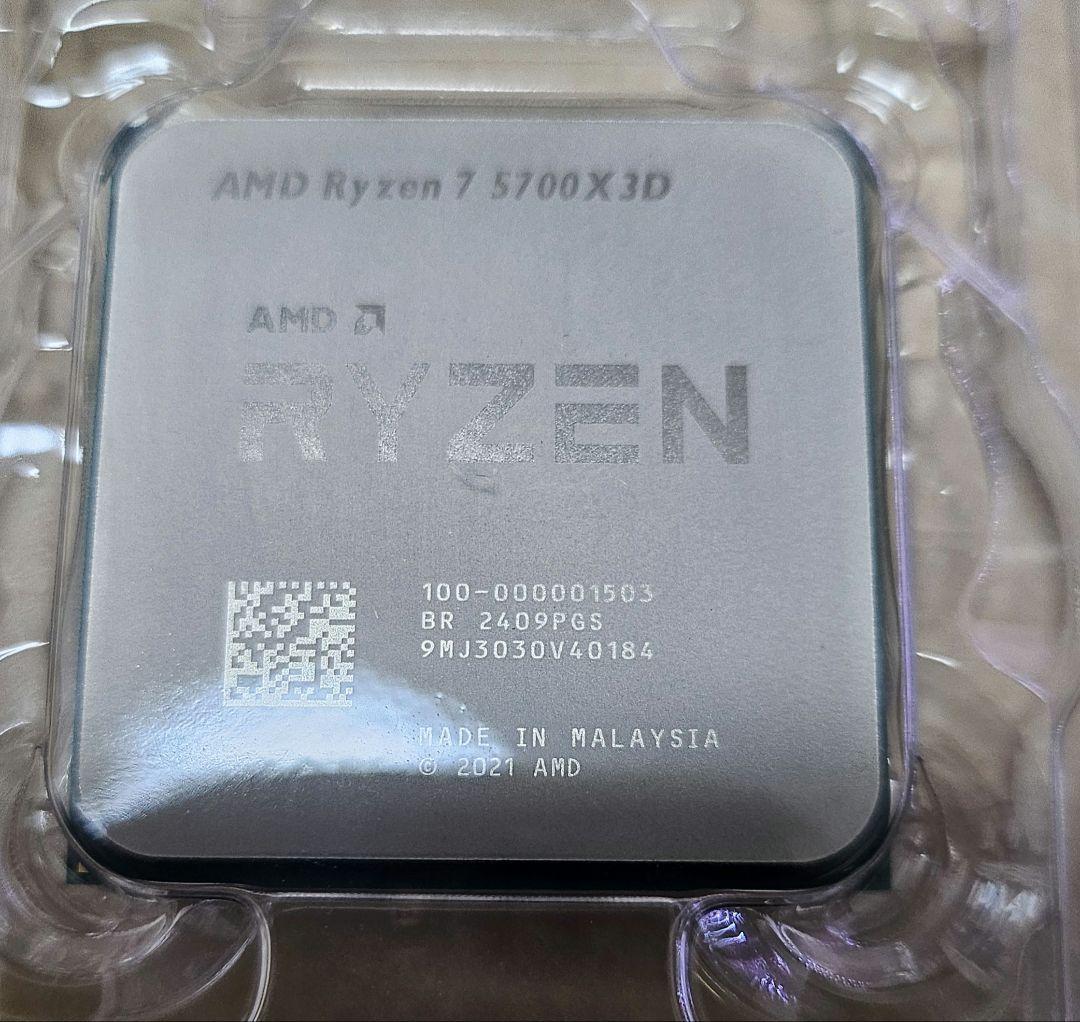 AMD Ryzen 7 5700X3D
AMD
RYZEN
100-000001503
BR 2409PGS
9MJ3030V40184
MADE IN MALAYSIA
© 2021 AMD